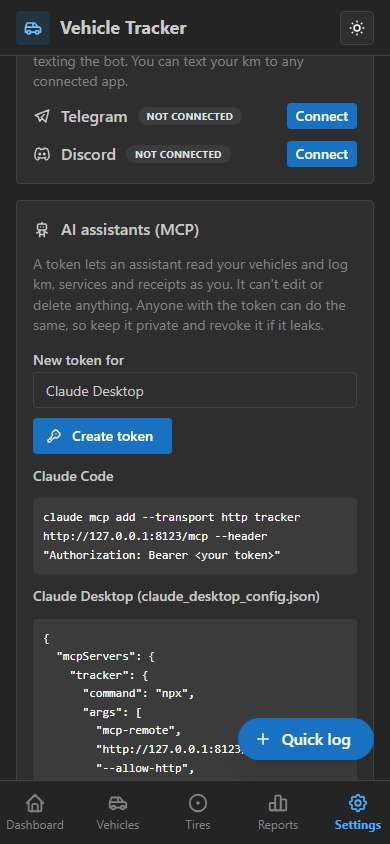 Vehicle Tracker
texting the bot. You can text your km to any
connected app.
Telegram NOT CONNECTED Connect
Discord NOT CONNECTED Connect
AI assistants (MCP)
A token lets an assistant read your vehicles and log
km, services and receipts as you. It can't edit or
delete anything. Anyone with the token can do the
same, so keep it private and revoke it if it leaks.
New token for
Claude Desktop
Create token
Claude Code
claude mcp add --transport http tracker
http://127.0.0.1:8123/mcp --header
"Authorization: Bearer <your token>"
Claude Desktop (claude_desktop_config.json)
{
"mcpServers": {
"tracker": {
"command": "npx",
"args": [
"mcp-remote",
"http://127.0.0.1:8123/
"--allow-http",
Quick log
Dashboard Vehicles Tires Reports Settings